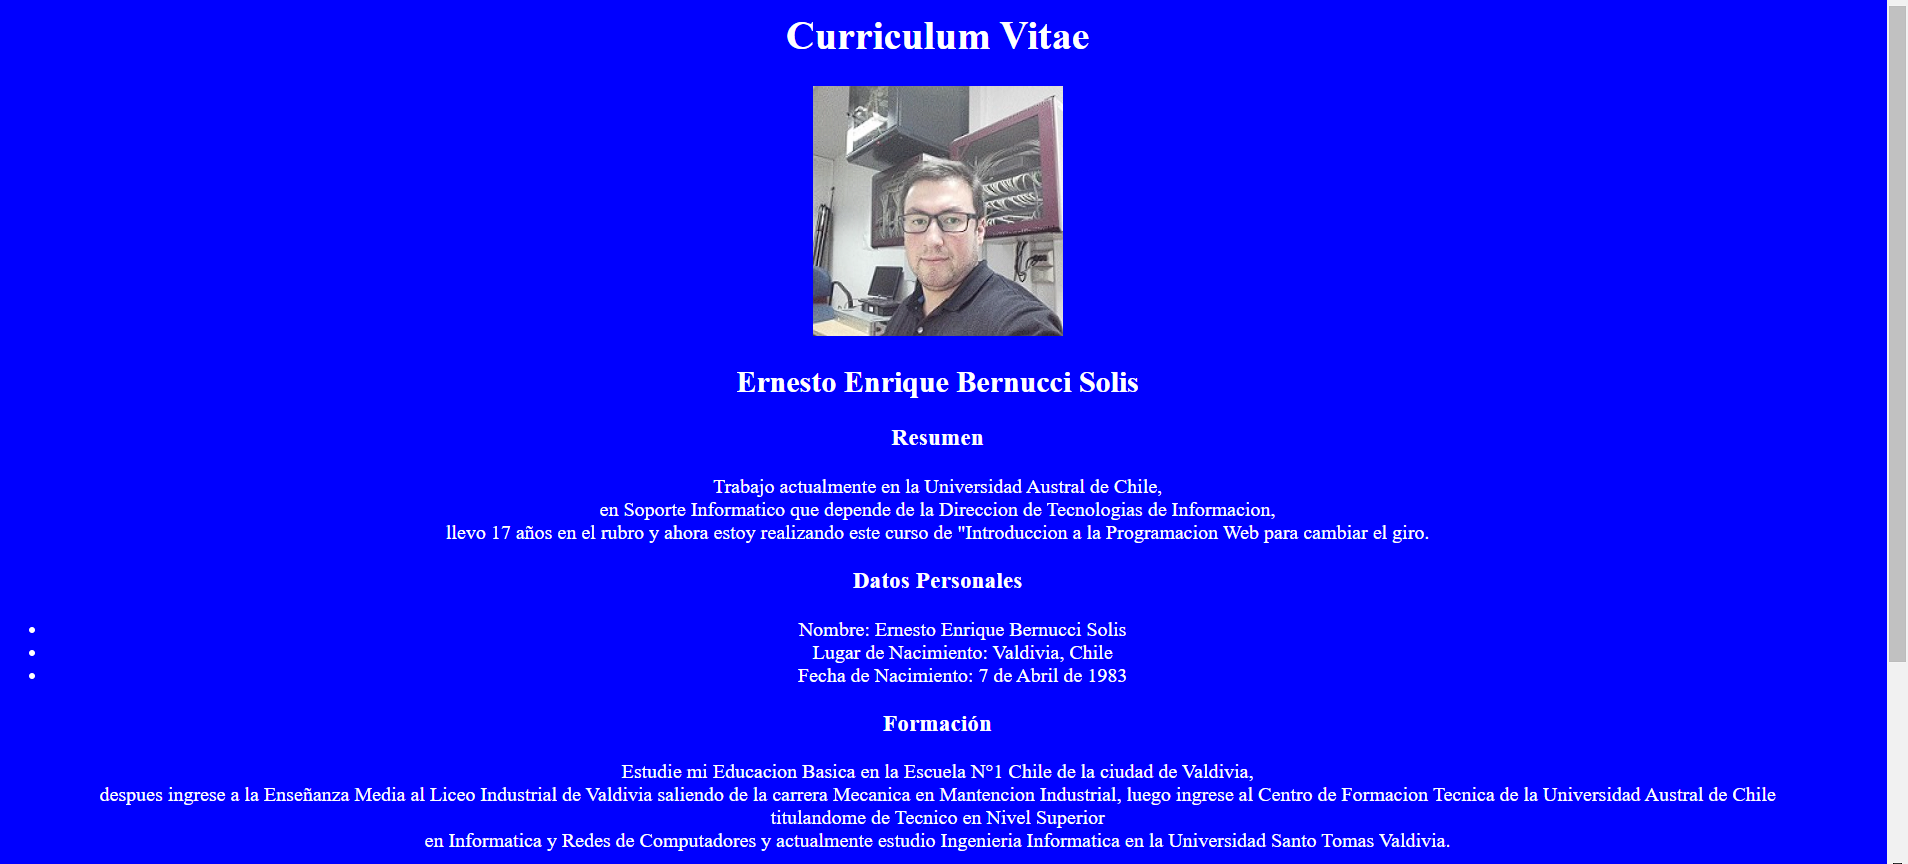 Curriculum Vitae
Ernesto Enrique Bernucci Solis
Resumen
Trabajo actualmente en la Universidad Austral de Chile,
en Soporte Informatico que depende de la Direccion de Tecnologias de Informacion,
llevo 17 años en el rubro y ahora estoy realizando este curso de "Introduccion a la Programacion Web para cambiar el giro.
Datos Personales
• Nombre: Ernesto Enrique Bernucci Solis
• Lugar de Nacimiento: Valdivia, Chile
• Fecha de Nacimiento: 7 de Abril de 1983
Formación
Estudie mi Educacion Basica en la Escuela N°1 Chile de la ciudad de Valdivia,
despues ingrese a la Enseñanza Media al Liceo Industrial de Valdivia saliendo de la carrera Mecanica en Mantencion Industrial, luego ingrese al Centro de Formacion Tecnica de la Universidad Austral de Chile
titulandome de Tecnico en Nivel Superior
en Informatica y Redes de Computadores y actualmente estudio Ingenieria Informatica en la Universidad Santo Tomas Valdivia.